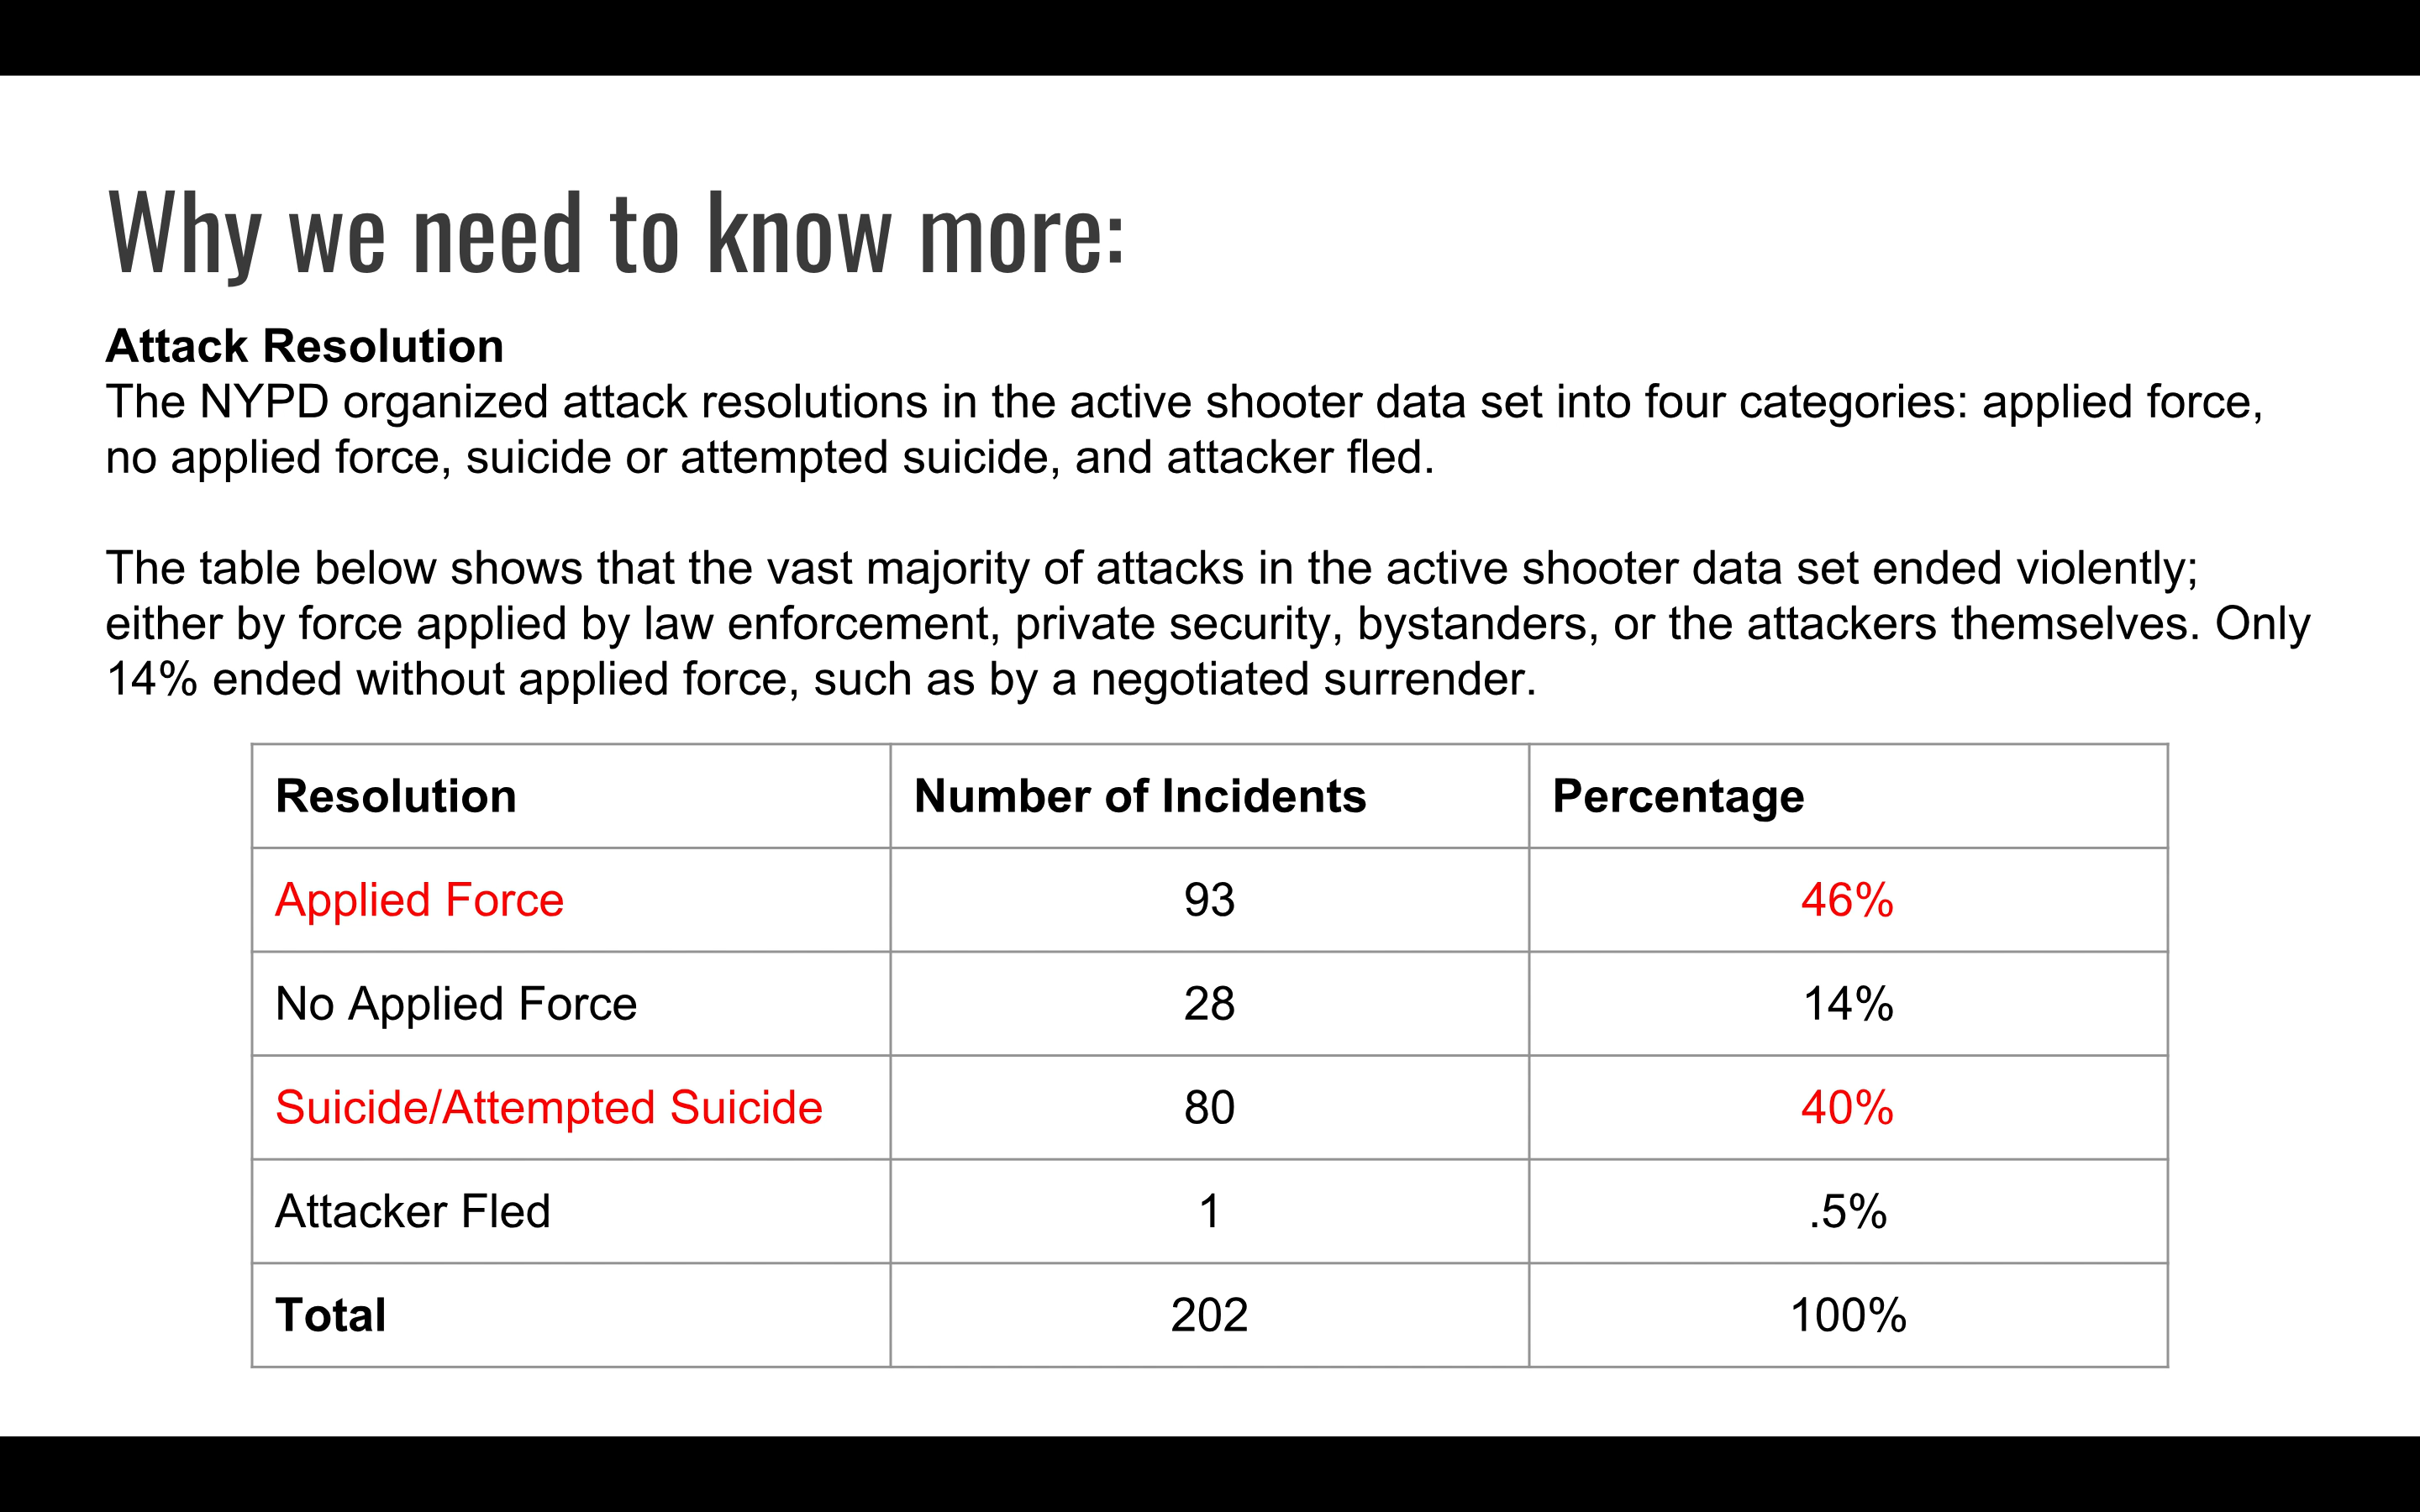 Why we need to know more:
Attack Resolution
The NYPD organized attack resolutions in the active shooter data set into four categories: applied force,
no applied force, suicide or attempted suicide, and attacker fled.
The table below shows that the vast majority of attacks in the active shooter data set ended violently;
either by force applied by law enforcement, private security, bystanders, or the attackers themselves. Only
14% ended without applied force, such as by a negotiated surrender.
Resolution Number of Incidents Percentage
Applied Force 93 46%
No Applied Force 28 14%
Suicide/Attempted Suicide 80 40%
Attacker Fled 1 .5%
Total 202 100%